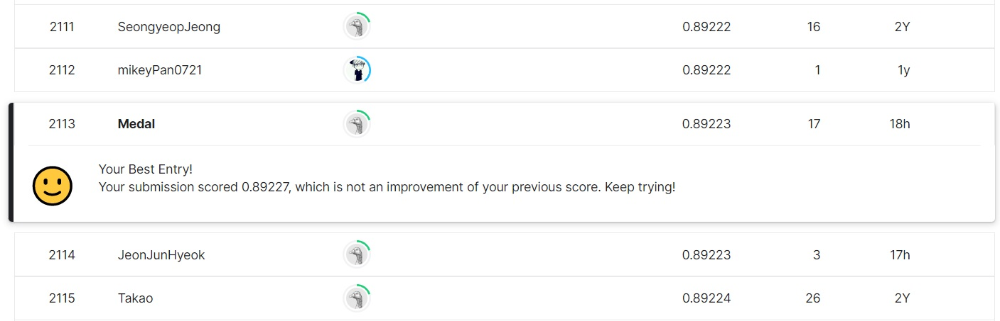 2111 SeongyeopJeong 0.89222 16 2Y
2112 mikeyPan0721 0.89222 1 1y
2113 Medal 0.89223 17 18h
Your Best Entry!
Your submission scored 0.89227, which is not an improvement of your previous score. Keep trying!
2114 JeonJunHyeok 0.89223 3 17h
2115 Takao 0.89224 26 2Y